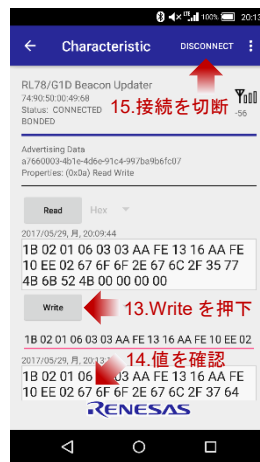 100% 20:13
Characteristic DISCONNECT
RL78/G1D Beacon Updater
74:90:50:00:49:68
Status: CONNECTED
BONDED
-56
15.接続を切断
Advertising Data
a7660003-4b1e-4d6e-91c4-997ba9b6fc07
Properties: (0x0a) Read Write
Read Hex
2017/05/29, 月, 20:09:44
1B 02 01 06 03 03 AA FE 13 16 AA FE
10 EE 02 67 6F 6F 2E 67 6C 2F 35 77
4B 6B 52 4B 00 00 00 00
Write
13.Write を押下
1B 02 01 06 03 03 AA FE 13 16 AA FE 10 EE 02
14.値を確認
2017/05/29, 月, 20:13:
1B 02 01 06 03 AA FE 13 16 AA FE
10 EE 02 67 6F 6F 2E 67 6C 2F 37 64
RENESAS